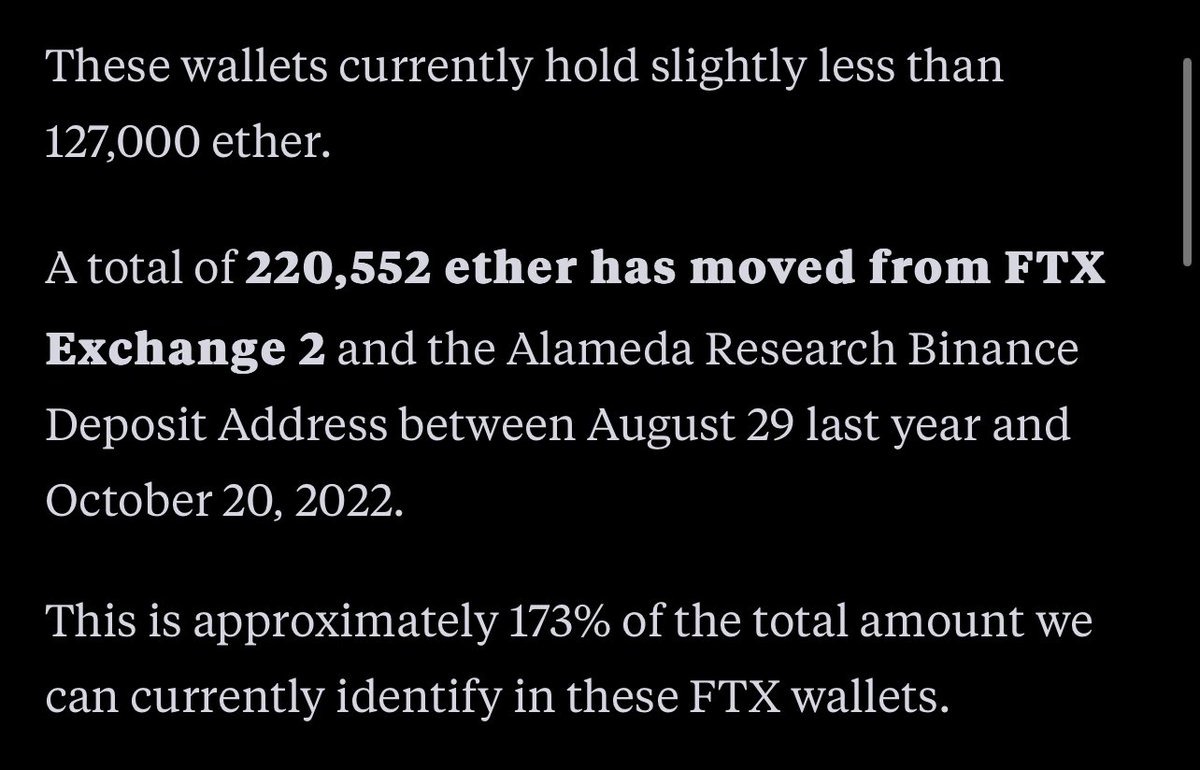 These wallets currently hold slightly less than
127,000 ether.
A total of 220,552 ether has moved from FTX
Exchange 2 and the Alameda Research Binance
Deposit Address between August 29 last year and
October 20, 2022.
This is approximately 173% of the total amount we
can currently identify in these FTX wallets.